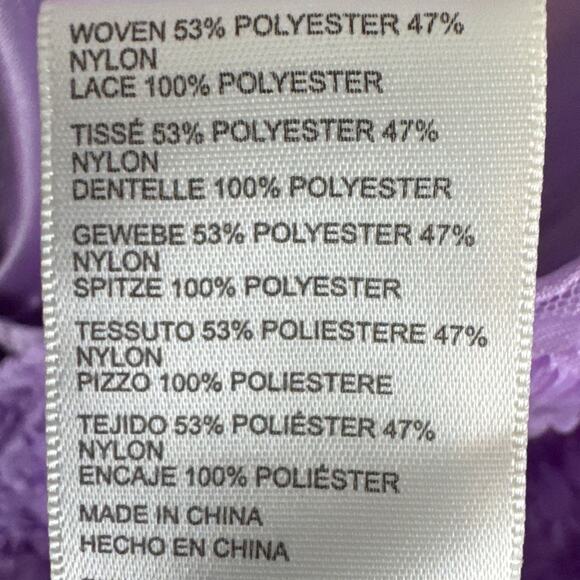 WOVEN 53% POLYESTER 47%
NYLON
LACE 100% POLYESTER
TISSÉ 53% POLYESTER 47%
NYLON
DENTELLE 100% POLYESTER
GEWEBE 53% POLYESTER 47%
NYLON
SPITZE 100% POLYESTER
TESSUTO 53% POLIESTERE 47%
NYLON
PIZZO 100% POLIESTERE
TEJIDO 53% POLIÉSTER 47%
NYLON
ENCAJE 100% POLIÉSTER
MADE IN CHINA
HECHO EN CHINA